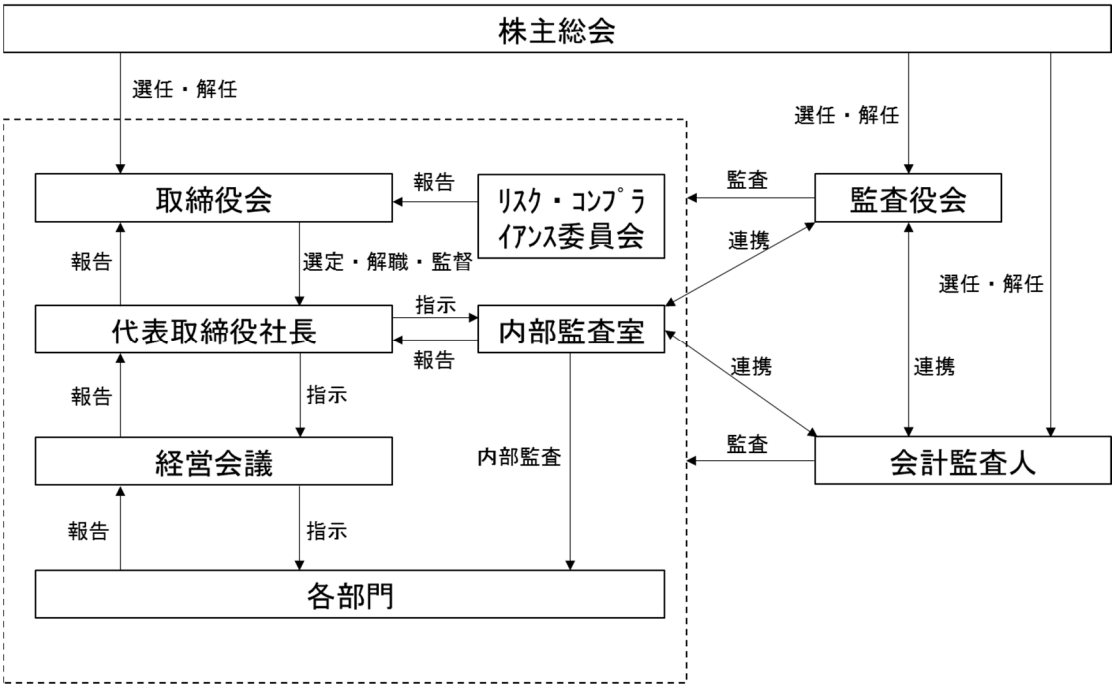 株主総会
選任・解任
選任・解任
取締役会
報告
リスク・コンプラ
イアンス委員会
監査
監査役会
報告
選定・解職・監督
連携
選任・解任
代表取締役社長
指示
報告
内部監査室
報告
指示
連携
連携
経営会議
内部監査
監査
会計監査人
報告
指示
各部門